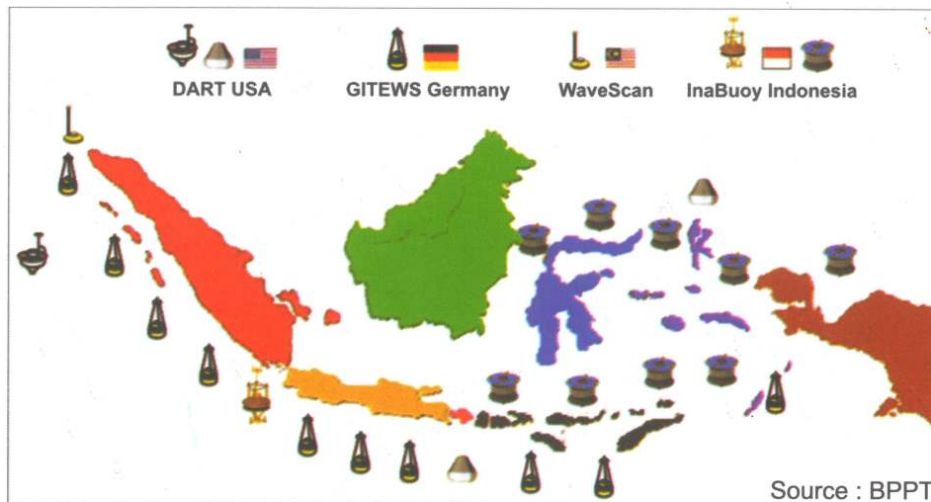 DART USA
GITEWS Germany
WaveScan
InaBuoy Indonesia
Source : BPPT